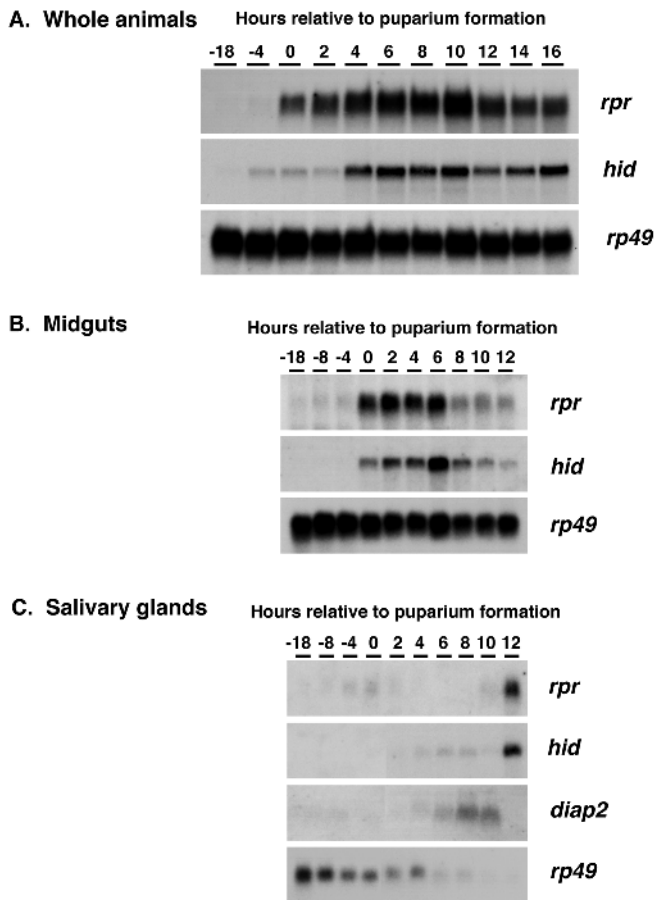 A. Whole animals
Hours relative to puparium formation
-18 -4 0 2 4 6 8 10 12 14 16
rpr
hid
rp49
B. Midguts
Hours relative to puparium formation
-18 -8 -4 0 2 4 6 8 10 12
rpr
hid
rp49
C. Salivary glands
Hours relative to puparium formation
-18 -8 -4 0 2 4 6 8 10 12
rpr
hid
diap2
rp49